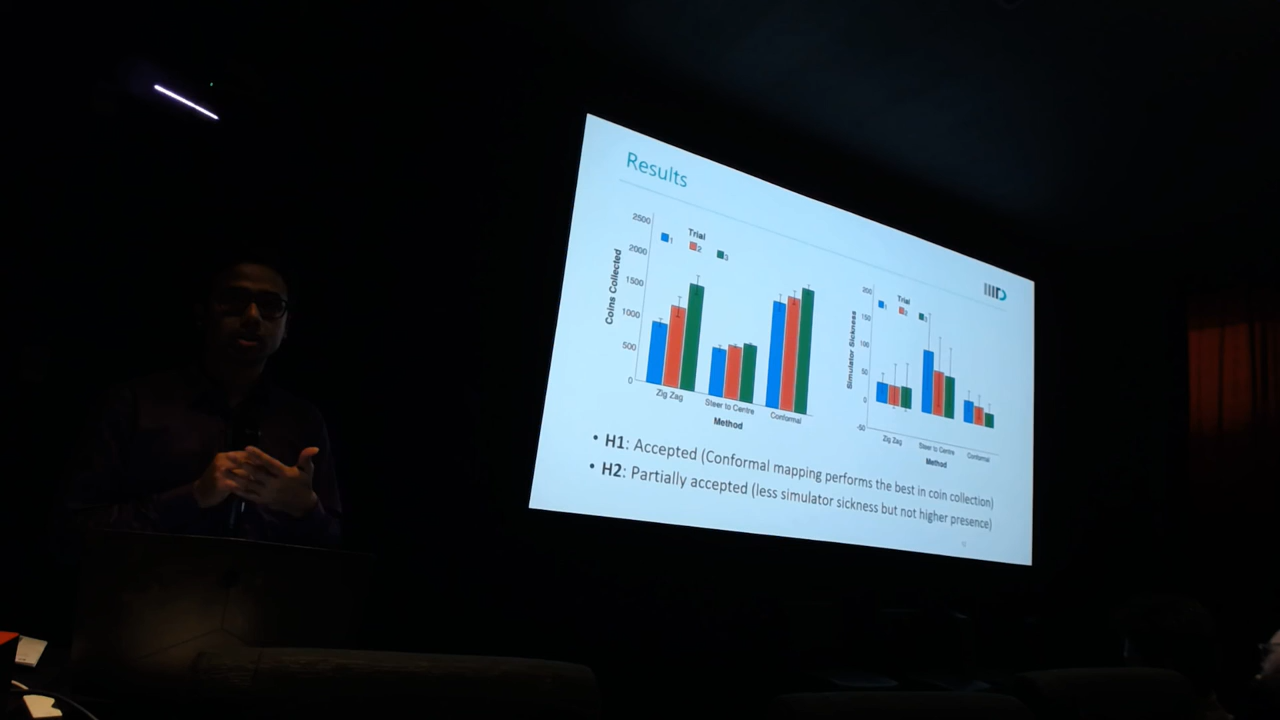 Results
2500
2000
1500
1000
500
0
Coins Collected
Trial
1
2
3
Zig Zag
Steer to Centre
Conformal
Method
200
150
100
50
0
-50
Simulator Sickness
Trial
1
2
3
Zig Zag
Steer to Centre
Conformal
Method
• H1: Accepted (Conformal mapping performs the best in coin collection)
• H2: Partially accepted (less simulator sickness but not higher presence)